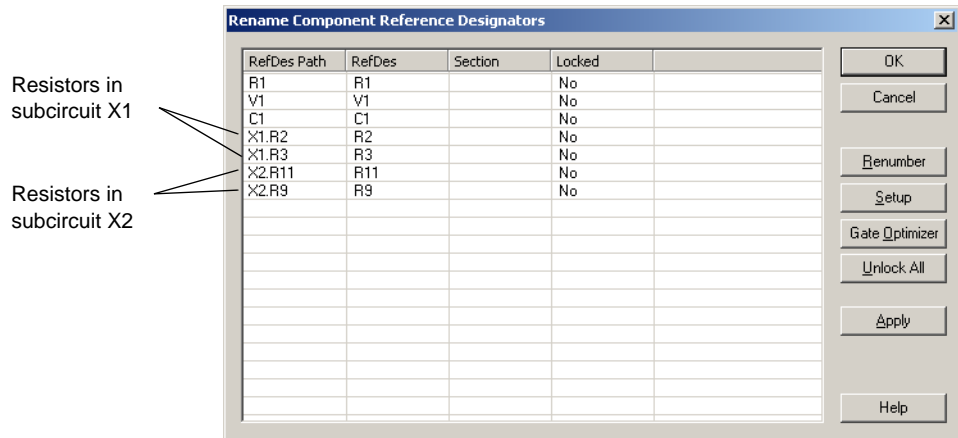 Rename Component Reference Designators
RefDes Path RefDes Section Locked
R1 R1 No
V1 V1 No
C1 C1 No
X1.R2 R2 No
X1.R3 R3 No
X2.R11 R11 No
X2.R9 R9 No
Resistors in
subcircuit X1
Resistors in
subcircuit X2
OK
Cancel
Renumber
Setup
Gate Optimizer
Unlock All
Apply
Help